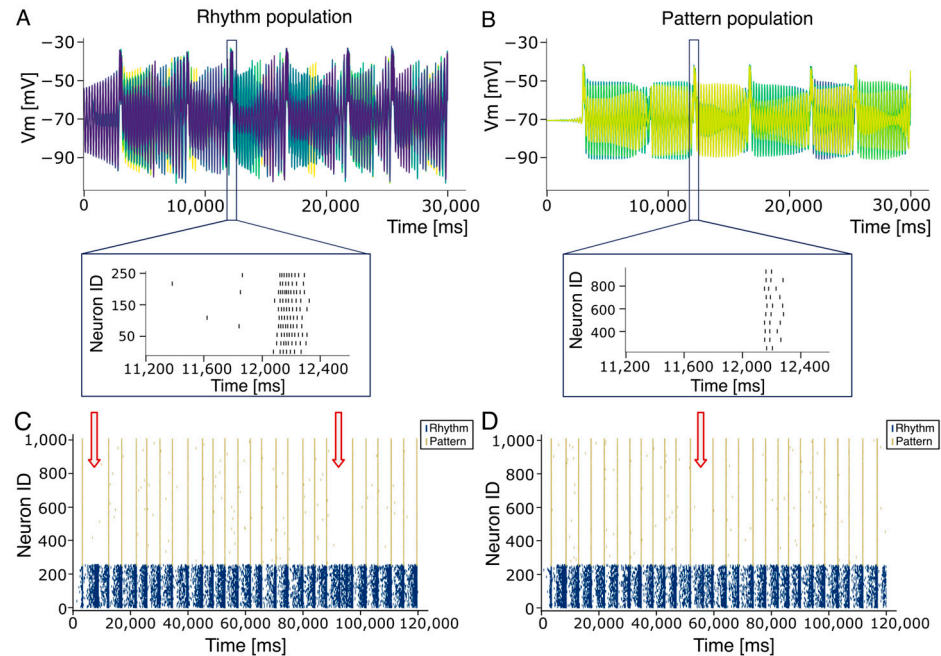 A
Rhythm population
−30
−50
−70
−90
Vm [mV]
0
10,000
20,000
30,000
Time [ms]
250
150
50
Neuron ID
11,200
11,600
12,000
12,400
Time [ms]
B
Pattern population
−30
−50
−70
−90
Vm [mV]
0
10,000
20,000
30,000
Time [ms]
800
600
400
Neuron ID
11,200
11,600
12,000
12,400
Time [ms]
C
Rhythm
Pattern
1,000
800
600
400
200
0
Neuron ID
0
20,000
40,000
60,000
80,000
100,000
120,000
Time [ms]
D
Rhythm
Pattern
1,000
800
600
400
200
0
Neuron ID
0
20,000
40,000
60,000
80,000
100,000
120,000
Time [ms]